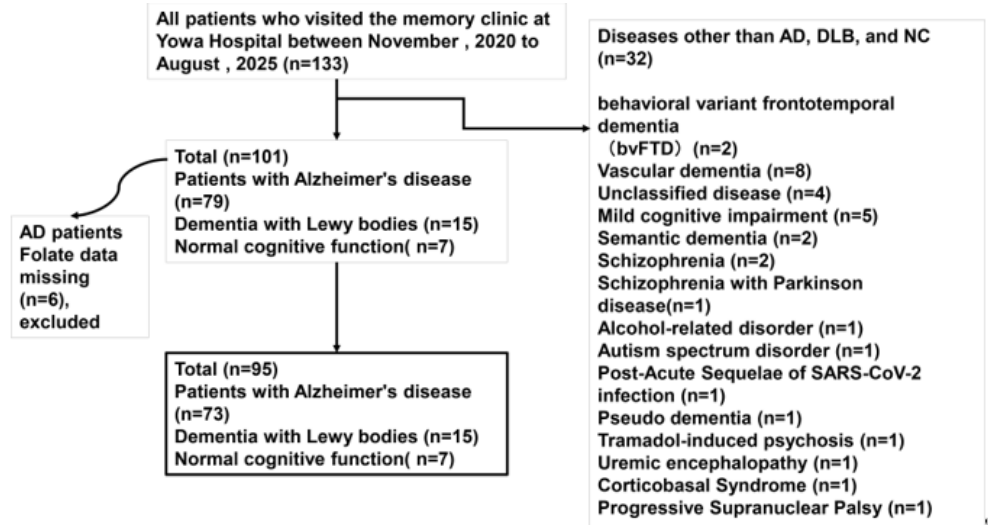 All patients who visited the memory clinic at
Yowa Hospital between November , 2020 to
August , 2025 (n=133)
Total (n=101)
Patients with Alzheimer's disease
(n=79)
Dementia with Lewy bodies (n=15)
Normal cognitive function( n=7)
AD patients
Folate data
missing
(n=6),
excluded
Total (n=95)
Patients with Alzheimer's disease
(n=73)
Dementia with Lewy bodies (n=15)
Normal cognitive function( n=7)
Diseases other than AD, DLB, and NC
(n=32)
behavioral variant frontotemporal
dementia
（bvFTD）(n=2)
Vascular dementia (n=8)
Unclassified disease (n=4)
Mild cognitive impairment (n=5)
Semantic dementia (n=2)
Schizophrenia (n=2)
Schizophrenia with Parkinson
disease(n=1)
Alcohol-related disorder (n=1)
Autism spectrum disorder (n=1)
Post-Acute Sequelae of SARS-CoV-2
infection (n=1)
Pseudo dementia (n=1)
Tramadol-induced psychosis (n=1)
Uremic encephalopathy (n=1)
Corticobasal Syndrome (n=1)
Progressive Supranuclear Palsy (n=1)